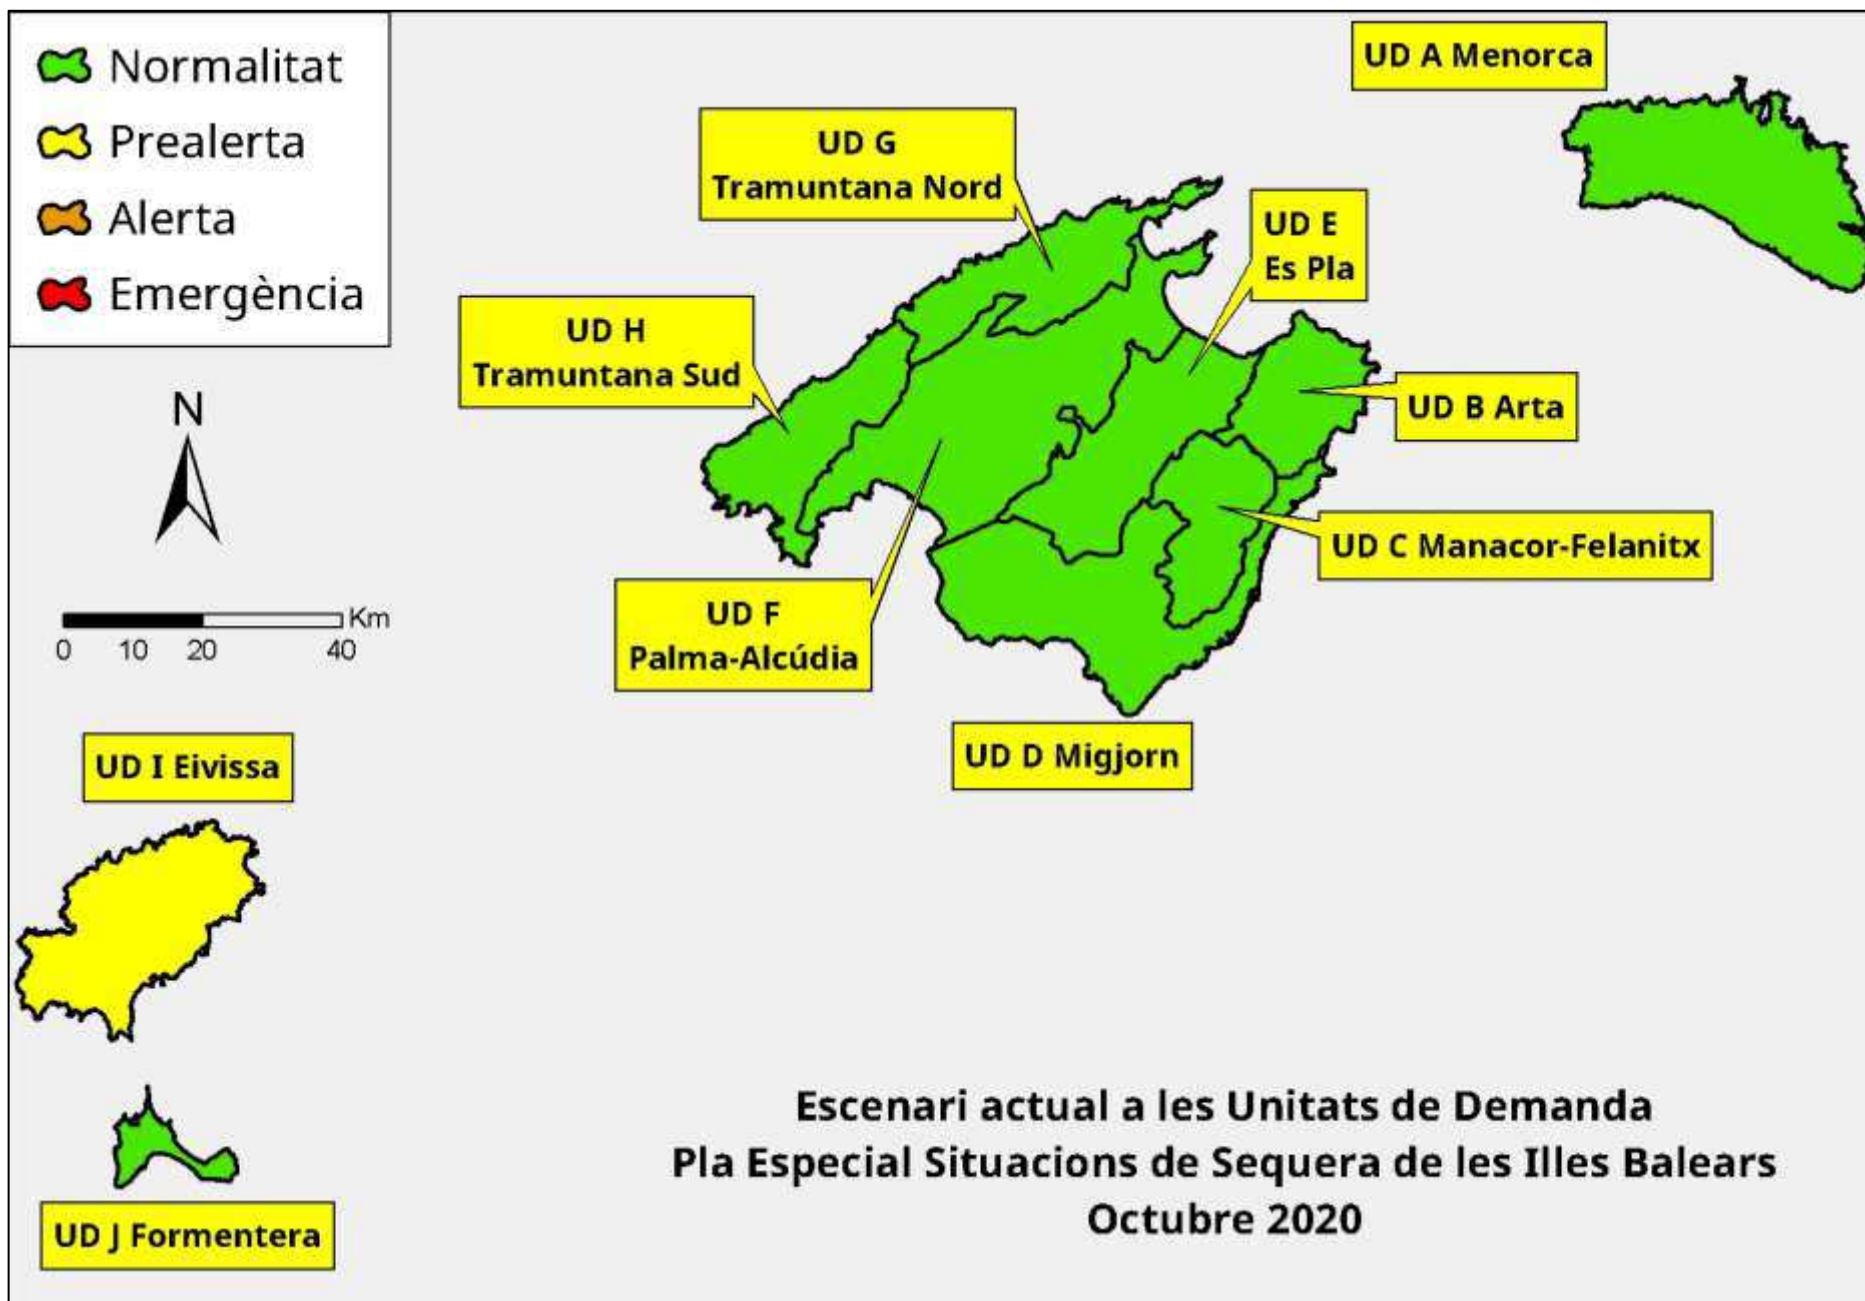 Normalitat
Prealerta
Alerta
Emergència
N
Km
0 10 20 40
UD A Menorca
UD G
Tramuntana Nord
UD E
Es Pla
UD H
Tramuntana Sud
UD B Arta
UD C Manacor-Felanitx
UD F
Palma-Alcúdia
UD D Migjorn
UD I Eivissa
UD J Formentera
Escenari actual a les Unitats de Demanda
Pla Especial Situacions de Sequera de les Illes Balears
Octubre 2020